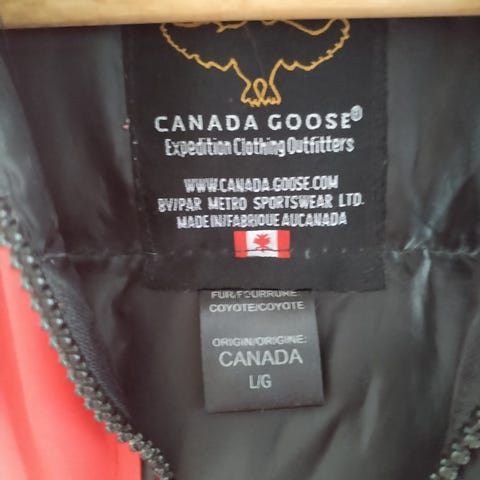 CANADA GOOSE®
Expedition Clothing Outfitters
WWW.CANADA.GOOSE.COM
BY/PAR METRO SPORTSWEAR LTD.
MADE IN/FABRIQUE AU CANADA
FUR/FOURRURE:
COYOTE/COYOTE
ORIGIN/ORIGINE:
CANADA
L/G